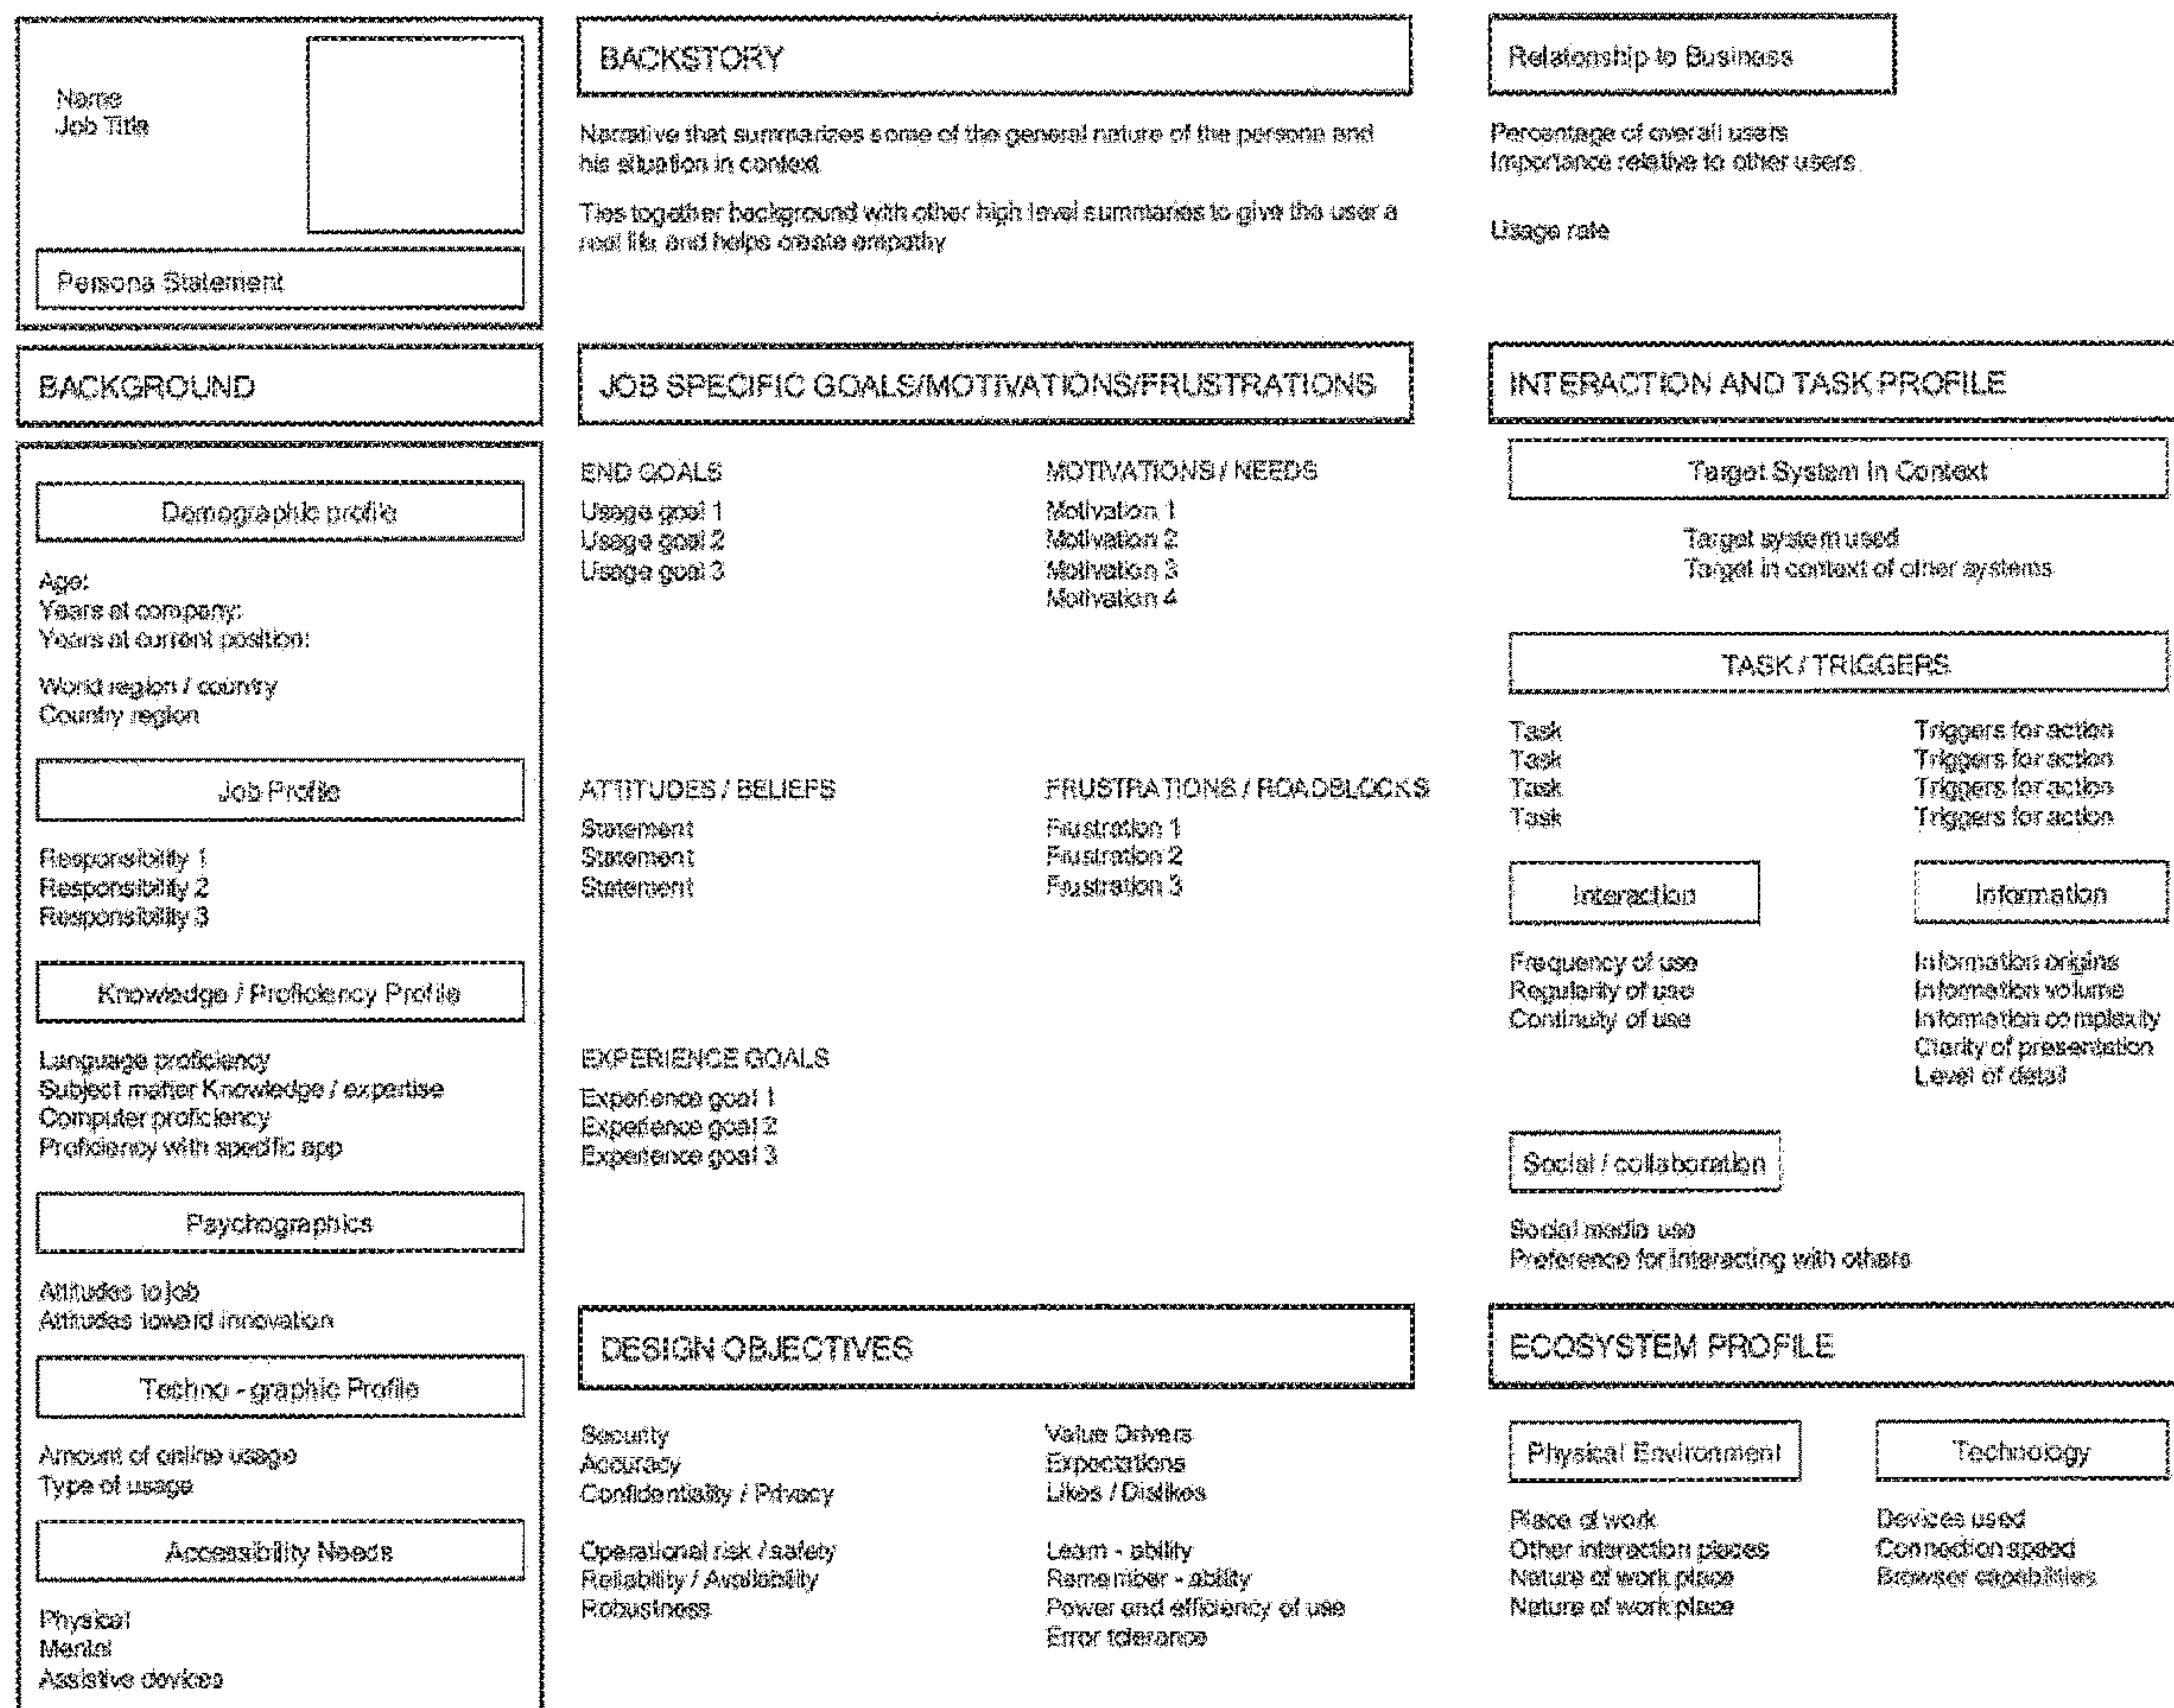 Name
Job Title
Persona Statement
BACKGROUND
Demographic profile
Age:
Years at company:
Years at current position:
World region / country
Country region
Job Profile
Responsibility 1
Responsibility 2
Responsibility 3
Knowledge / Proficiency Profile
Language proficiency
Subject matter Knowledge / expertise
Computer proficiency
Proficiency with specific app
Psychographics
Attitudes to job
Attitudes toward innovation
Techno - graphic Profile
Amount of online usage
Type of usage
Accessibility Needs
Physical
Mental
Assistive devices
BACKSTORY
Narrative that summarizes some of the general nature of the persona and
his situation in context
Ties together background with other high level summaries to give the user a
real life and helps create empathy
JOB SPECIFIC GOALS/MOTIVATIONS/FRUSTRATIONS
END GOALS
Usage goal 1
Usage goal 2
Usage goal 3
MOTIVATIONS / NEEDS
Motivation 1
Motivation 2
Motivation 3
Motivation 4
ATTITUDES / BELIEFS
Statement
Statement
Statement
FRUSTRATIONS / ROADBLOCKS
Frustration 1
Frustration 2
Frustration 3
EXPERIENCE GOALS
Experience goal 1
Experience goal 2
Experience goal 3
DESIGN OBJECTIVES
Security
Accuracy
Confidentiality / Privacy
Operational risk / safety
Reliability / Availability
Robustness
Value Drivers
Expectations
Likes / Dislikes
Learn - ability
Remember - ability
Power and efficiency of use
Error tolerance
Relationship to Business
Percentage of overall users
Importance relative to other users
Usage rate
INTERACTION AND TASK PROFILE
Target System in Context
Target system used
Target in context of other systems
TASK / TRIGGERS
Task
Task
Task
Task
Triggers for action
Triggers for action
Triggers for action
Triggers for action
Interaction
Frequency of use
Regularity of use
Continuity of use
Information
Information origins
Information volume
Information complexity
Clarity of presentation
Level of detail
Social / collaboration
Social media use
Preference for interacting with others
ECOSYSTEM PROFILE
Physical Environment
Place of work
Other interaction places
Nature of work place
Nature of work place
Technology
Devices used
Connection speed
Browser capabilities